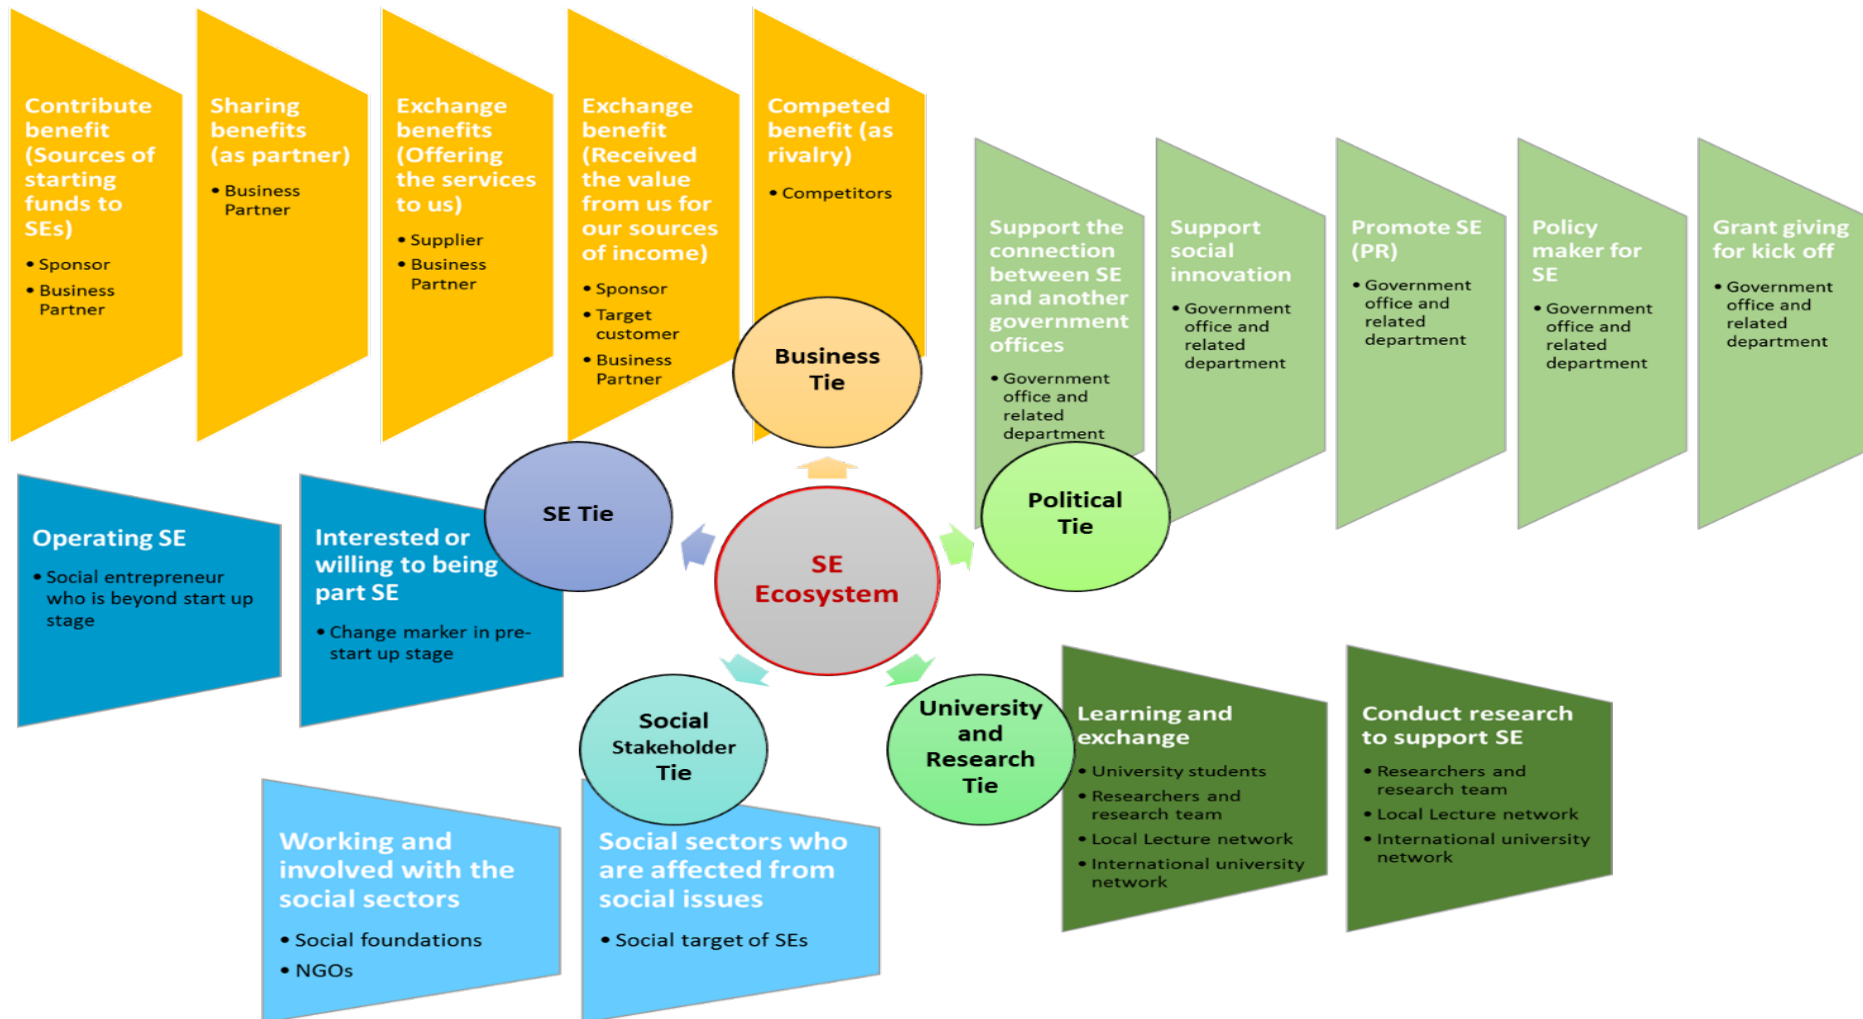 Contribute
benefit
(Sources of
starting
funds to
SEs)
• Sponsor
• Business
Partner
Sharing
benefits
(as partner)
• Business
Partner
Exchange
benefits
(Offering
the services
to us)
• Supplier
• Business
Partner
Exchange
benefit
(Received
the value
from us for
our sources
of income)
• Sponsor
• Target
customer
• Business
Partner
Competed
benefit (as
rivalry)
• Competitors
Business
Tie
Support the
connection
between SE
and another
government
offices
• Government
office and
related
department
Support
social
innovation
• Government
office and
related
department
Promote SE
(PR)
• Government
office and
related
department
Policy
maker for
SE
• Government
office and
related
department
Grant giving
for kick off
• Government
office and
related
department
Political
Tie
Operating SE
• Social entrepreneur
who is beyond start up
stage
Interested or
willing to being
part SE
• Change marker in pre-
start up stage
SE Tie
SE
Ecosystem
Social
Stakeholder
Tie
University
and
Research
Tie
Learning and
exchange
• University students
• Researchers and
research team
• Local Lecture network
• International university
network
Conduct research
to support SE
• Researchers and
research team
• Local Lecture network
• International university
network
Working and
involved with the
social sectors
• Social foundations
• NGOs
Social sectors who
are affected from
social issues
• Social target of SEs